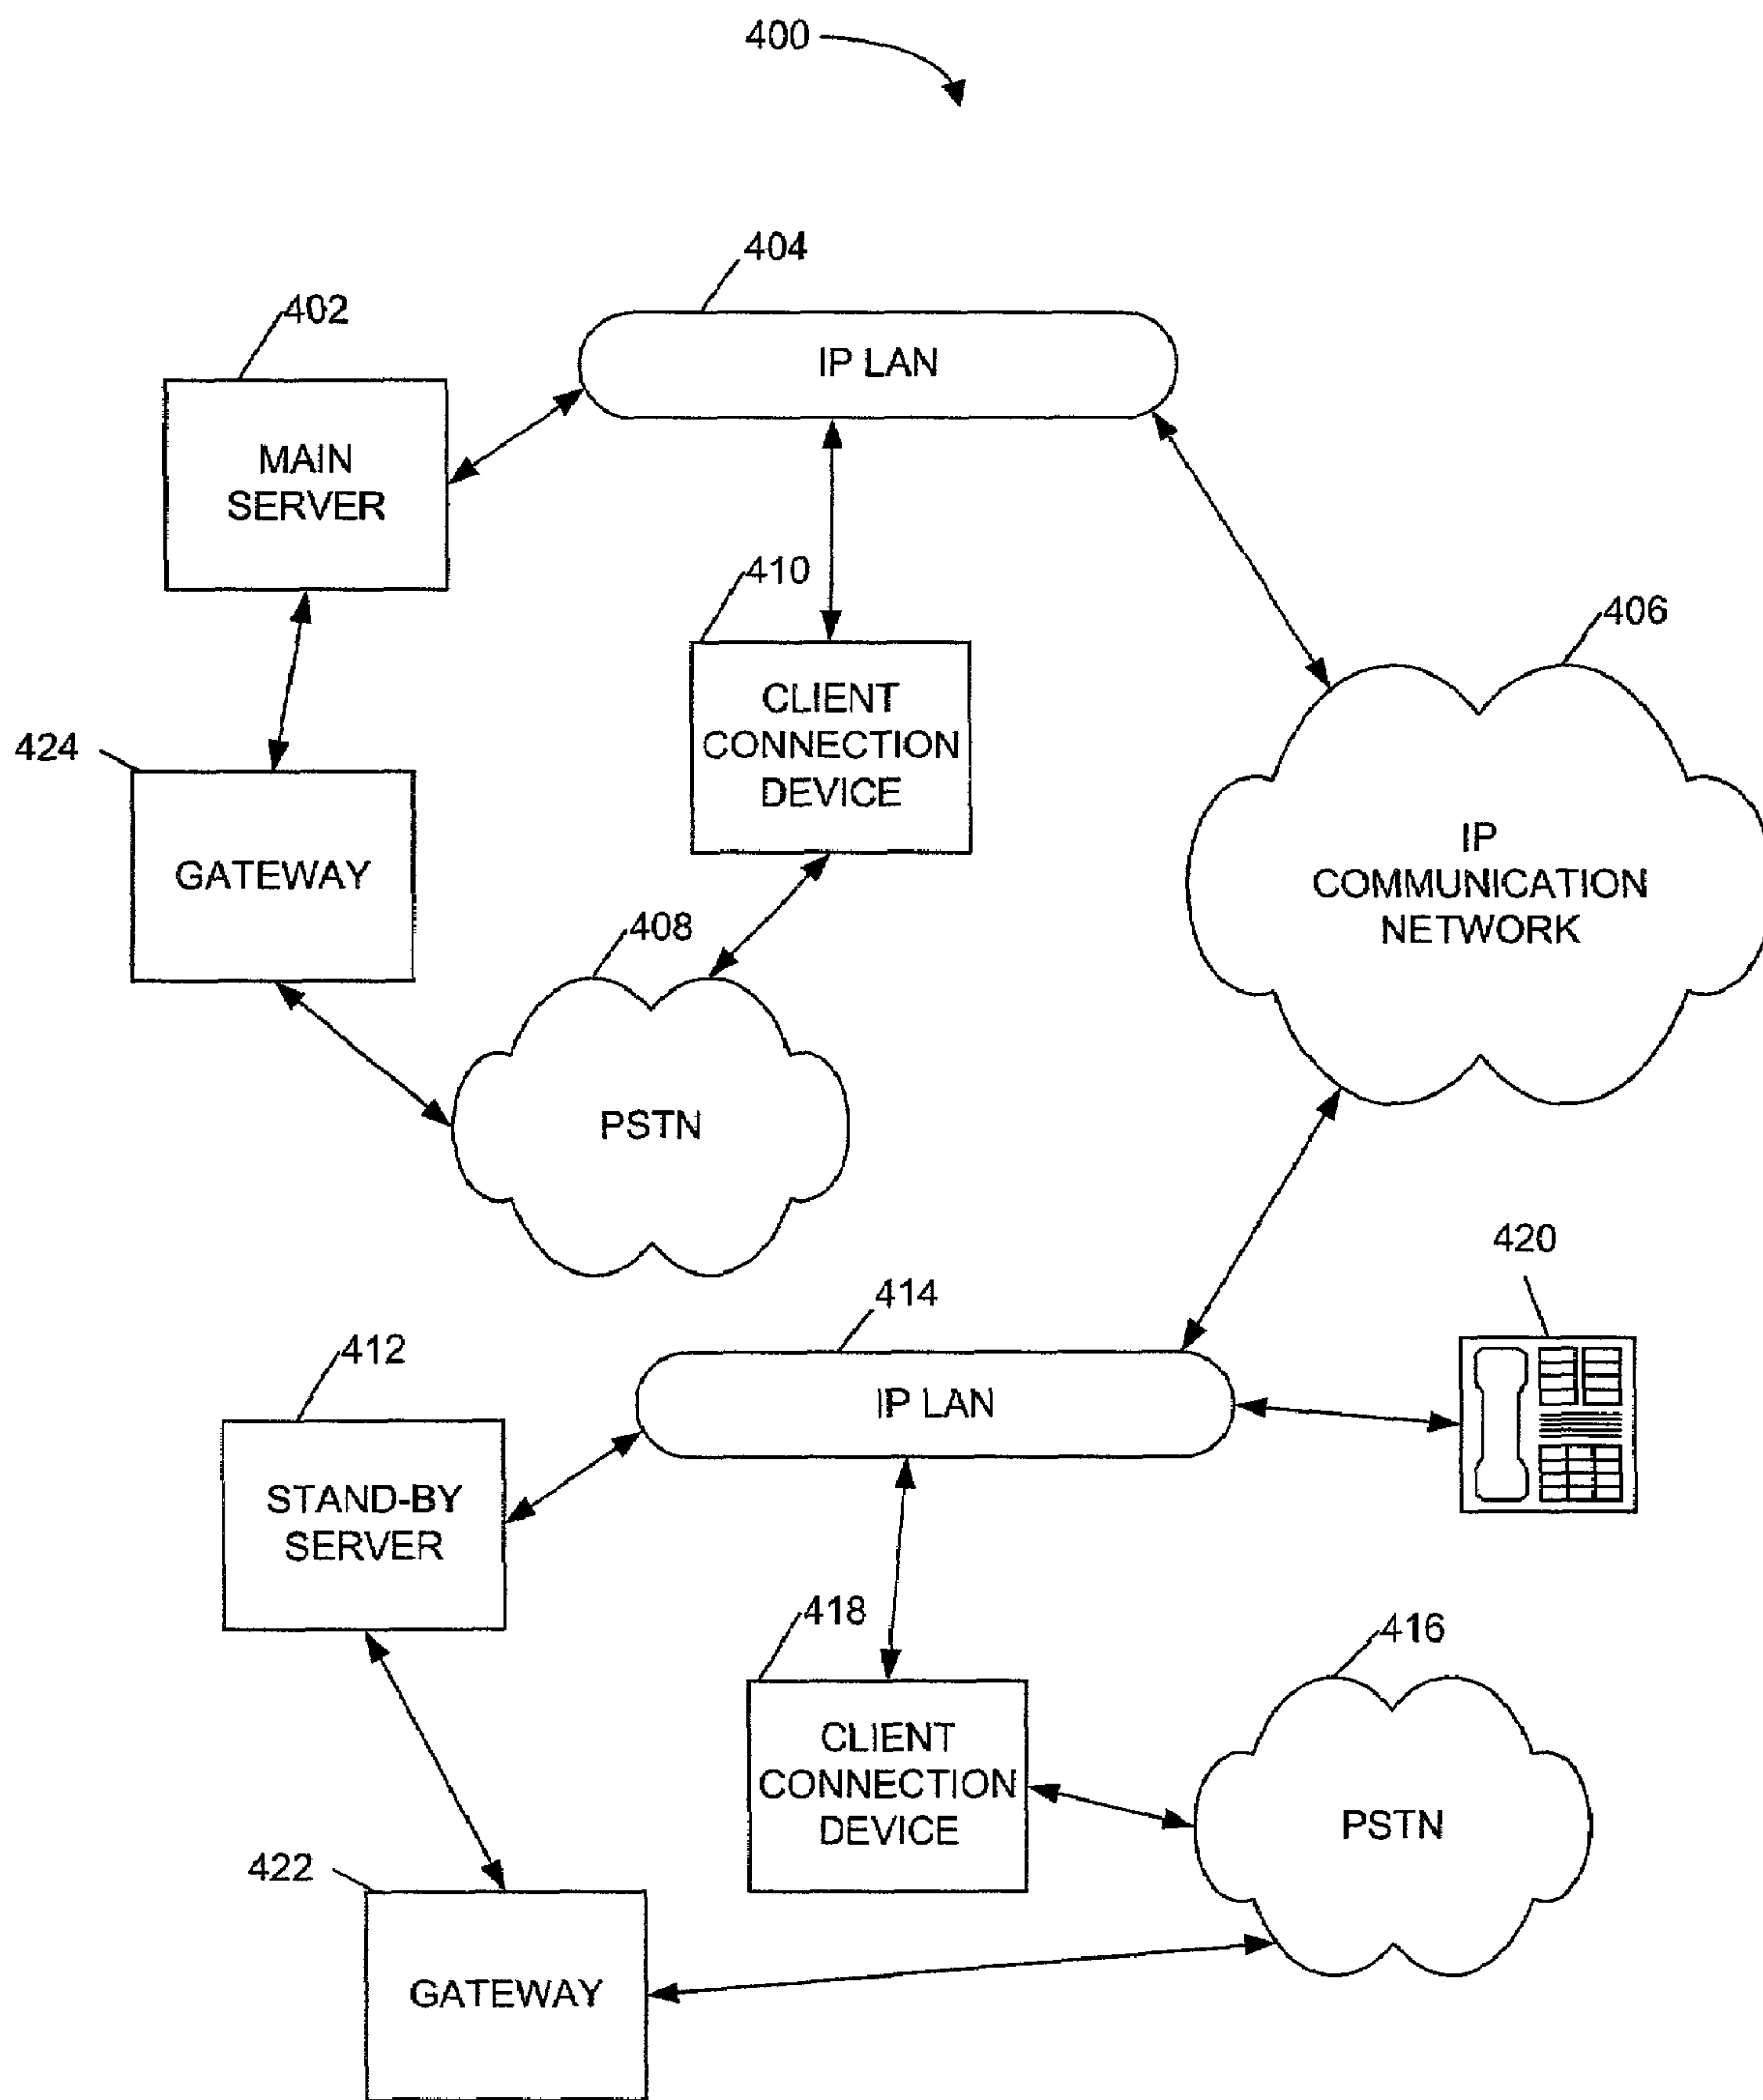 400
404
402
IP LAN
MAIN
SERVER
410
406
CLIENT
CONNECTION
DEVICE
424
GATEWAY
IP
COMMUNICATION
NETWORK
408
PSTN
420
414
412
IP LAN
STAND-BY
SERVER
418
416
CLIENT
CONNECTION
DEVICE
PSTN
422
GATEWAY